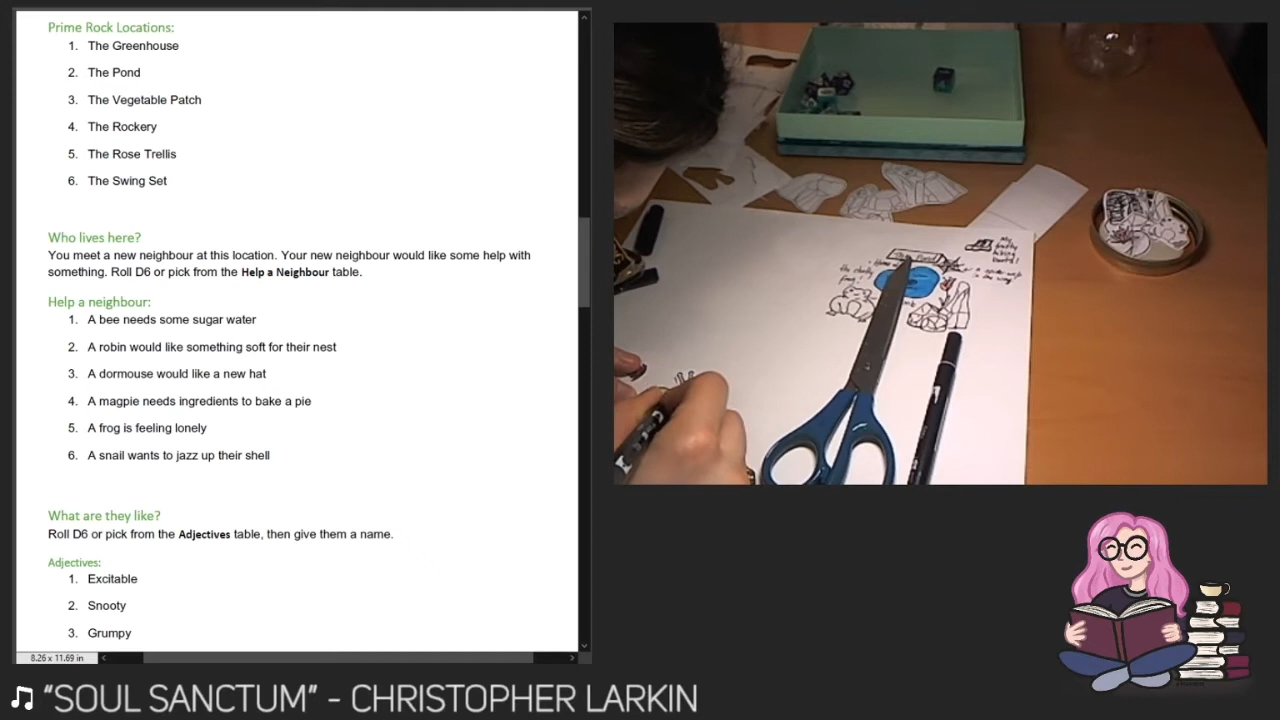 Prime Rock Locations:
1. The Greenhouse
2. The Pond
3. The Vegetable Patch
4. The Rockery
5. The Rose Trellis
6. The Swing Set
Who lives here?
You meet a new neighbour at this location. Your new neighbour would like some help with
something. Roll D6 or pick from the Help a Neighbour table.
Help a neighbour:
1. A bee needs some sugar water
2. A robin would like something soft for their nest
3. A dormouse would like a new hat
4. A magpie needs ingredients to bake a pie
5. A frog is feeling lonely
6. A snail wants to jazz up their shell
What are they like?
Roll D6 or pick from the Adjectives table, then give them a name.
Adjectives:
1. Excitable
2. Snooty
3. Grumpy
8.26 x 11.69 in
My
hiking
boots!
♫ "SOUL SANCTUM" - CHRISTOPHER LARKIN